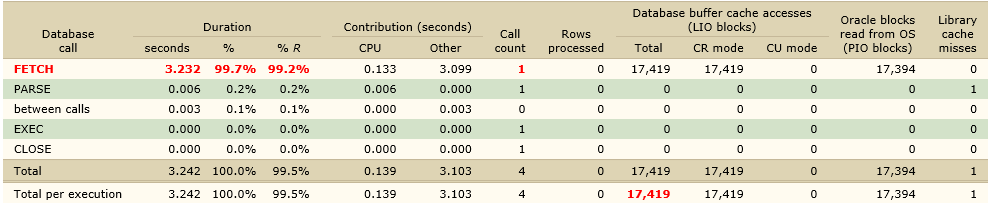 Database call Duration Contribution (seconds) Call count Rows processed Database buffer cache accesses (LIO blocks) Oracle blocks read from OS (PIO blocks) Library cache misses
seconds % % R CPU Other Total CR mode CU mode
FETCH 3.232 99.7% 99.2% 0.133 3.099 1 0 17,419 17,419 0 17,394 0
PARSE 0.006 0.2% 0.2% 0.006 0.000 1 0 0 0 0 0 1
between calls 0.003 0.1% 0.1% 0.000 0.003 0 0 0 0 0 0 0
EXEC 0.000 0.0% 0.0% 0.000 0.000 1 0 0 0 0 0 0
CLOSE 0.000 0.0% 0.0% 0.000 0.000 1 0 0 0 0 0 0
Total 3.242 100.0% 99.5% 0.139 3.103 4 0 17,419 17,419 0 17,394 1
Total per execution 3.242 100.0% 99.5% 0.139 3.103 4 0 17,419 17,419 0 17,394 1